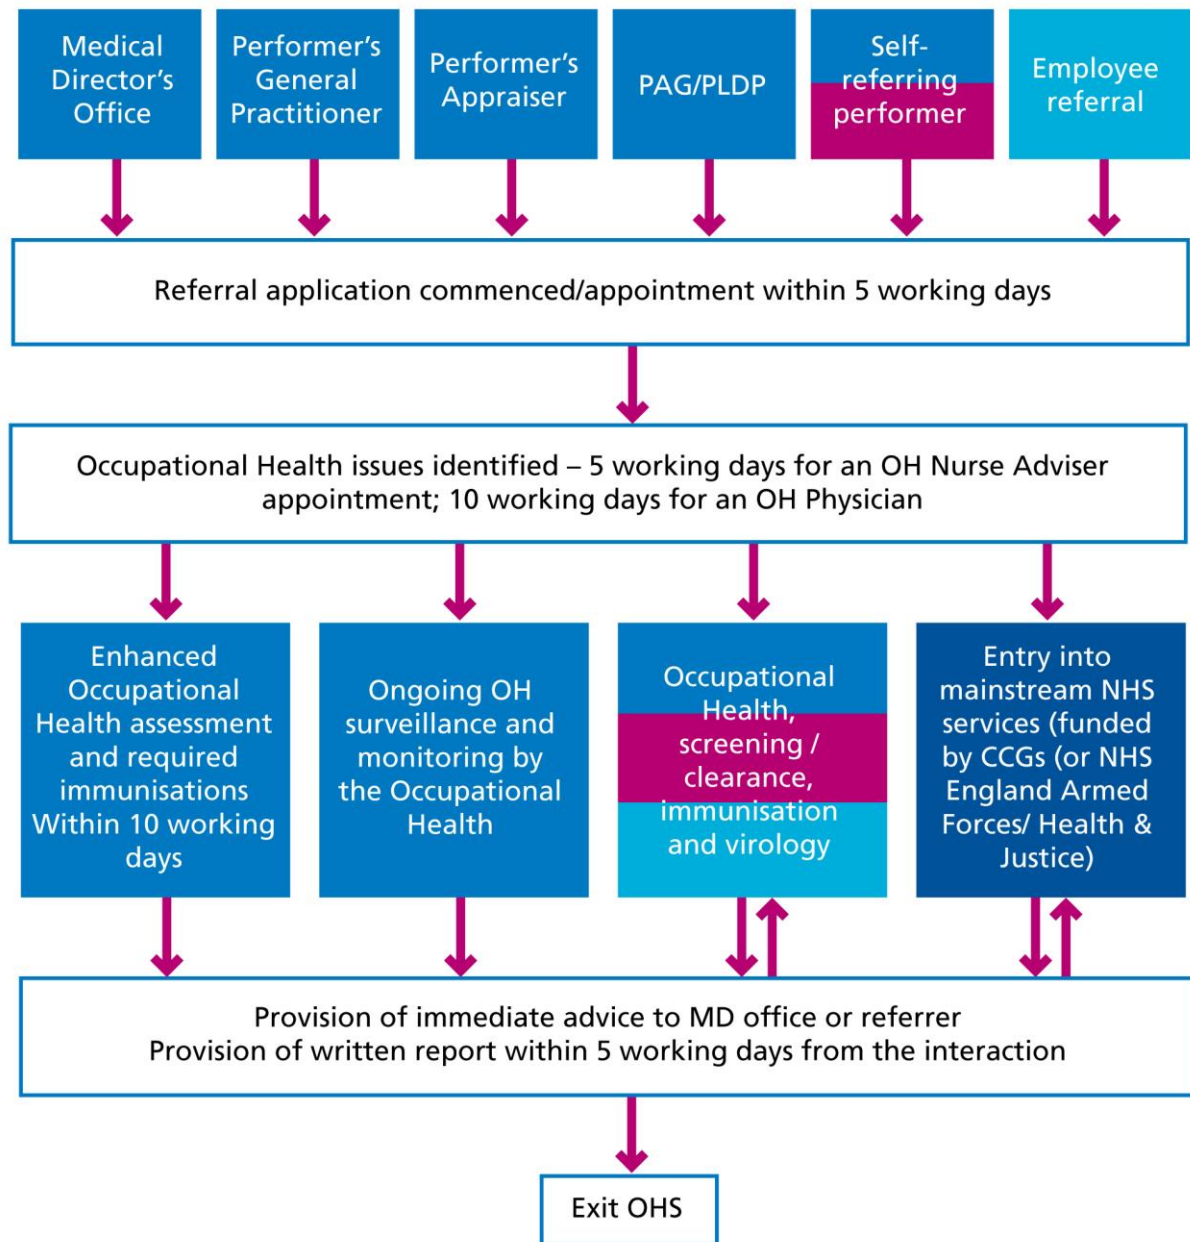 Medical
Director’s
Office
Performer’s
General
Practitioner
Performer’s
Appraiser
PAG/PLDP
Self-
referring
performer
Employee
referral
Referral application commenced/appointment within 5 working days
Occupational Health issues identified – 5 working days for an OH Nurse Adviser
appointment; 10 working days for an OH Physician
Enhanced
Occupational
Health assessment
and required
immunisations
Within 10 working
days
Ongoing OH
surveillance and
monitoring by
the Occupational
Health
Occupational
Health,
screening /
clearance,
immunisation
and virology
Entry into
mainstream NHS
services (funded
by CCGs (or NHS
England Armed
Forces/ Health &
Justice)
Provision of immediate advice to MD office or referrer
Provision of written report within 5 working days from the interaction
Exit OHS